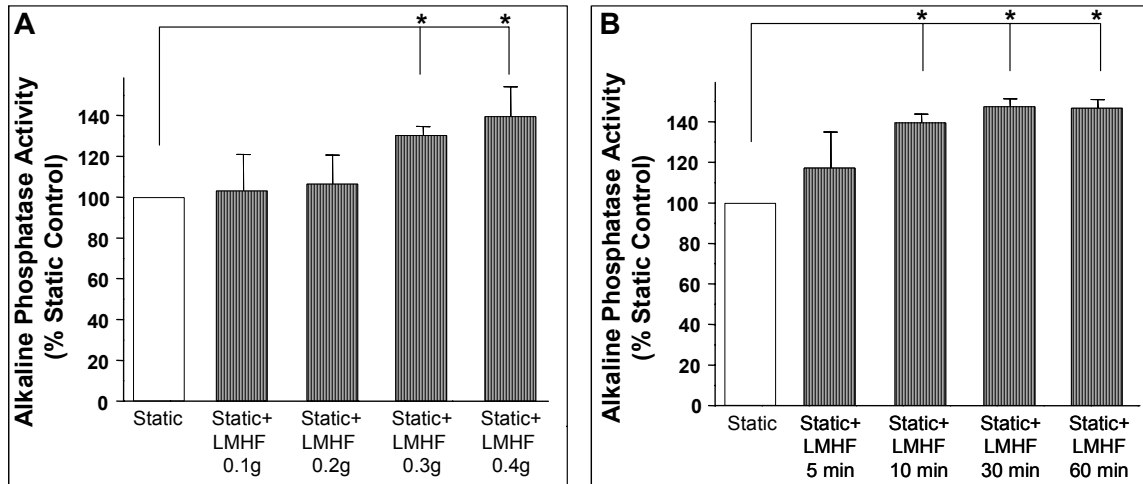 A
* *
Alkaline Phosphatase Activity
(% Static Control)
140
120
100
80
60
40
20
0
Static
Static+
LMHF
0.1g
Static+
LMHF
0.2g
Static+
LMHF
0.3g
Static+
LMHF
0.4g
B
* * *
Alkaline Phosphatase Activity
(% Static Control)
140
120
100
80
60
40
20
0
Static
Static+
LMHF
5 min
Static+
LMHF
10 min
Static+
LMHF
30 min
Static+
LMHF
60 min